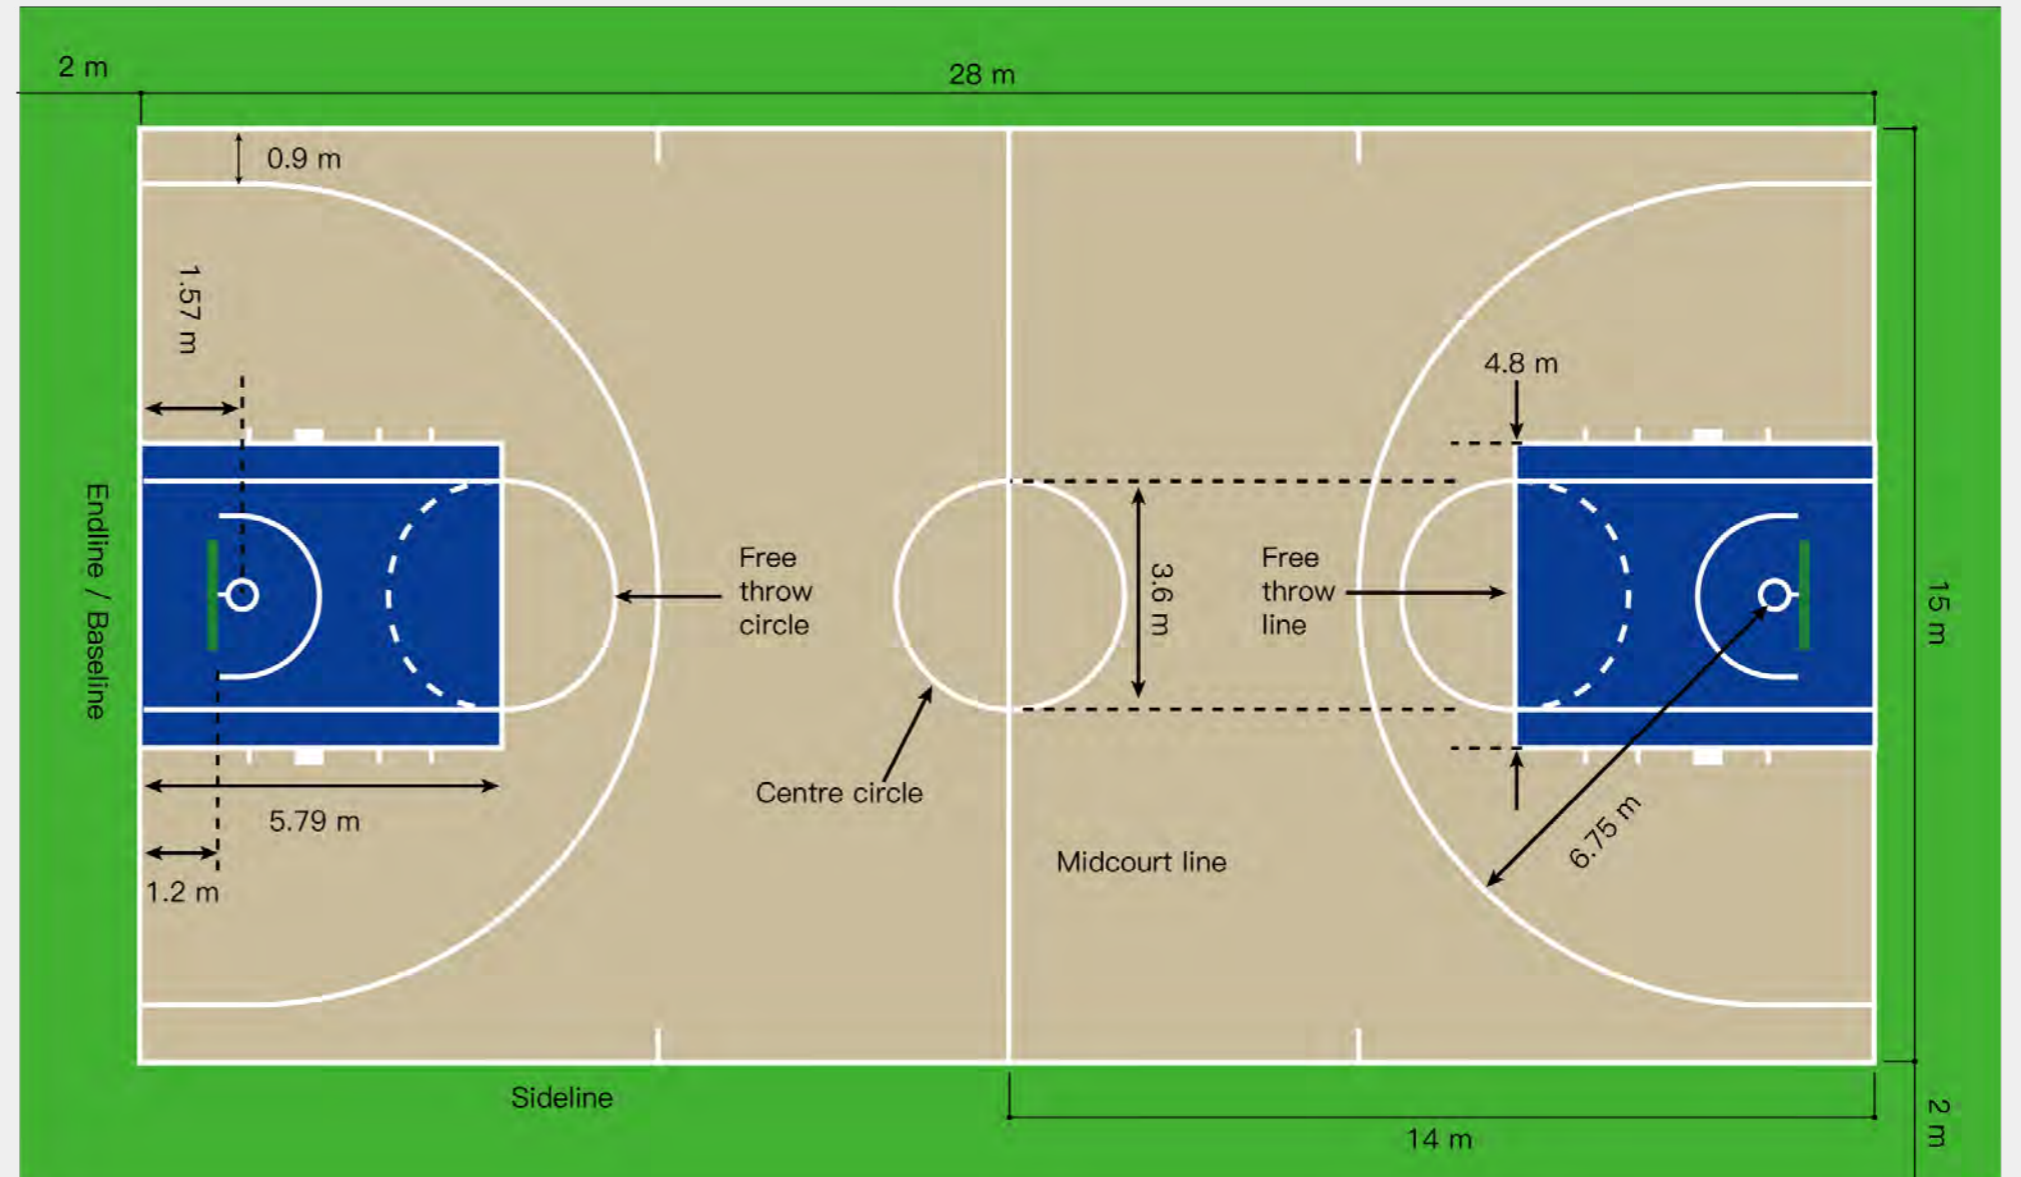 2 m
28 m
0.9 m
1.57 m
4.8 m
Endline / Baseline
Free
throw
circle
3.6 m
Free
throw
line
15 m
Centre circle
5.79 m
6.75 m
Midcourt line
1.2 m
Sideline
14 m
2 m